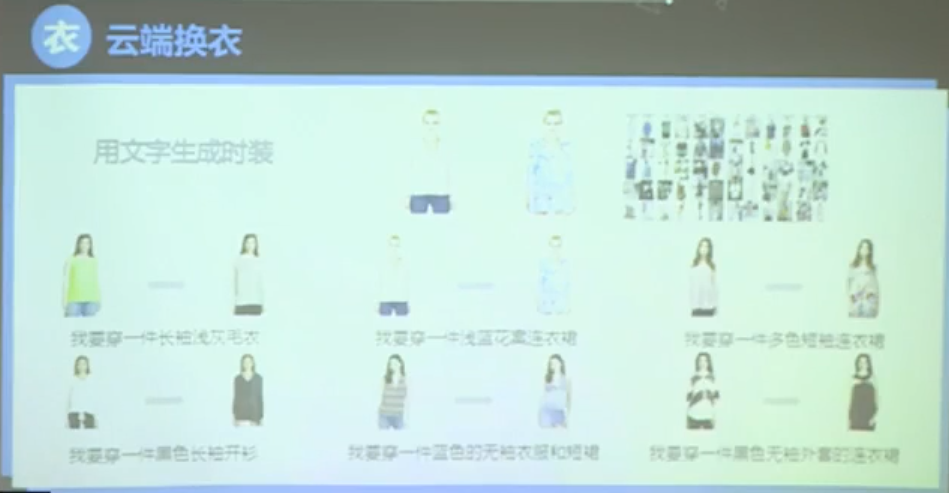 衣 云端换衣
用文字生成时装
我要穿一件长袖浅灰毛衣
我要穿一件浅蓝花富连衣裙
我要穿一件多色短袖连衣裙
我要穿一件黑色长袖开衫
我要穿一件蓝色的无袖衣服和短裙
我要穿一件黑色无袖外套的连衣裙